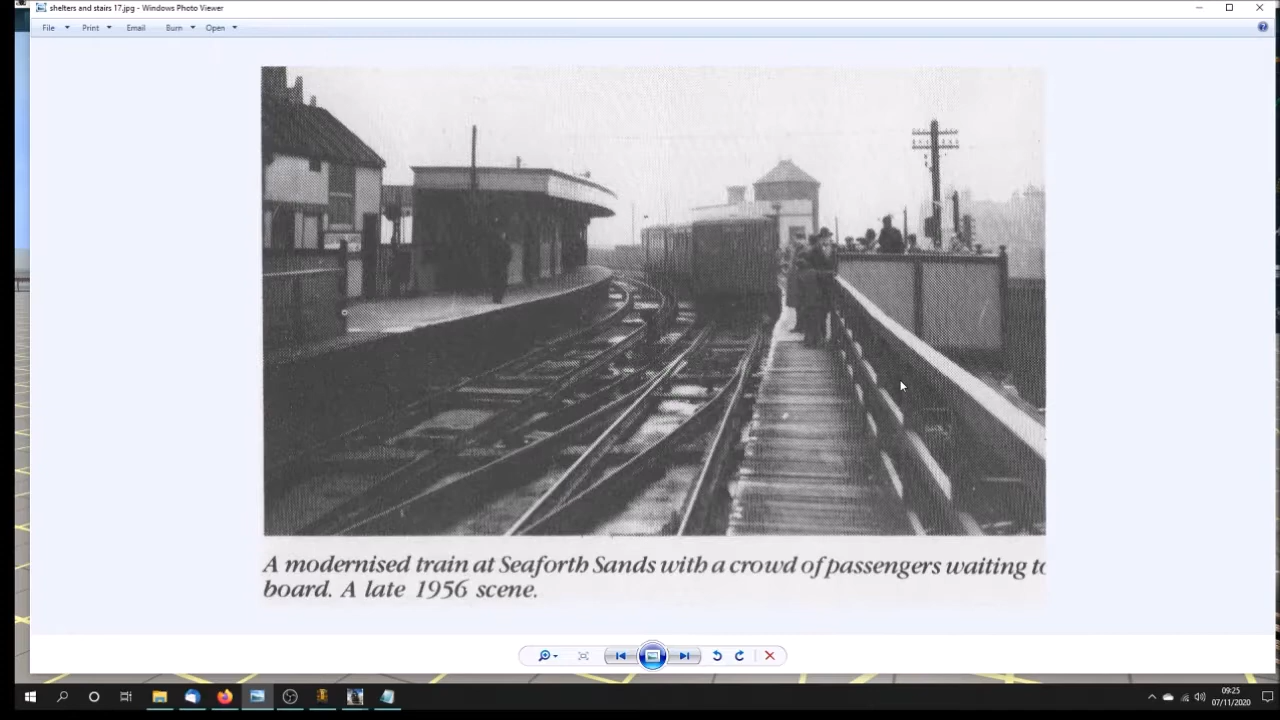 shelters and stairs 17.jpg - Windows Photo Viewer
File Print Email Burn Open
A modernised train at Seaforth Sands with a crowd of passengers waiting to
board. A late 1956 scene.
09:25
07/11/2020